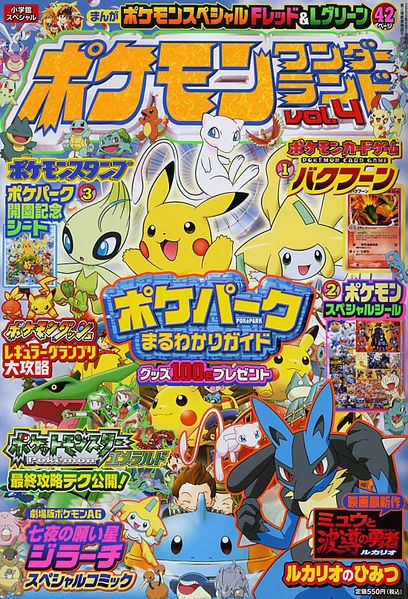 小学館
スペシャル
まんが ポケモンスペシャルFレッド&Lグリーン 42ページ
ポケモンワンダーランド
vol.4
ポケモンスタンプ
ポケパーク
開園記念
シート
3
ポケモンカードゲーム
POKÉMON CARD GAME
1
バクフーン
2
ポケモン
スペシャルシール
ポケパーク
POKÉPARK
まるわかりガイド
グッズ100名プレゼント
ポケモンダッシュ
レギュラーグランプリ
大攻略
ポケットモンスター
Pokémon エメラルド
最終攻略テク公開!
劇場版ポケモンAG
七夜の願い星
ジラーチ
スペシャルコミック
映画最新作
ミュウと
波導の勇者
ルカリオ
ルカリオのひみつ
定価550円(税込)